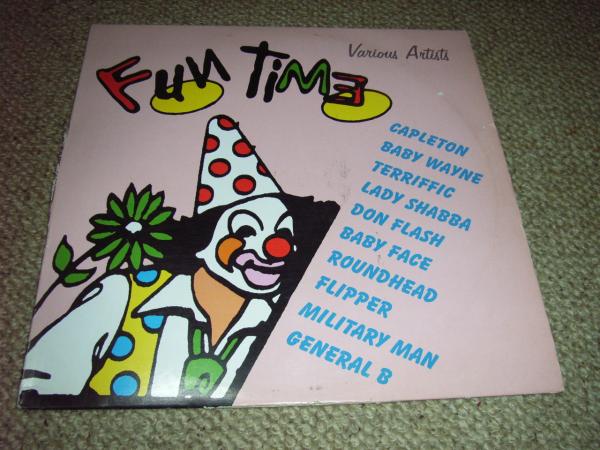 Fun Time
Various Artists
CAPLETON
BABY WAYNE
TERRIFFIC
LADY SHABBA
DON FLASH
BABY FACE
ROUNDHEAD
FLIPPER
MILITARY MAN
GENERAL B